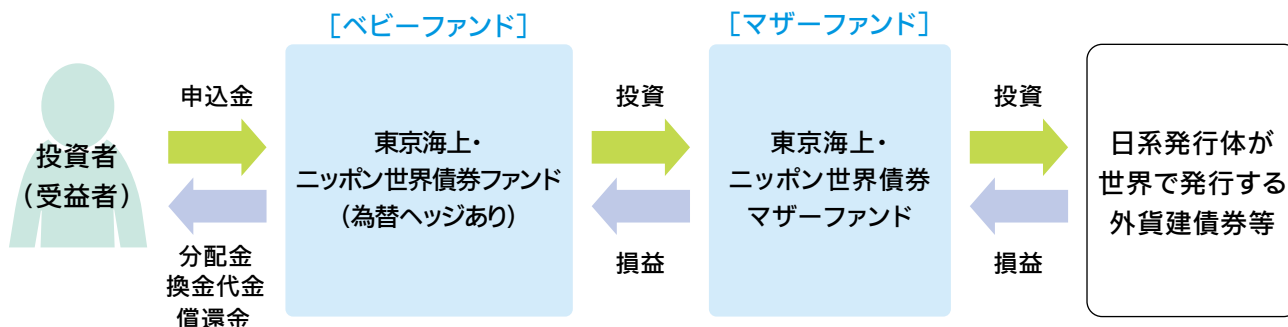 ［ベビーファンド］
［マザーファンド］
投資者
（受益者）
申込金
分配金
換金代金
償還金
東京海上・
ニッポン世界債券ファンド
（為替ヘッジあり）
投資
損益
東京海上・
ニッポン世界債券
マザーファンド
投資
損益
日系発行体が
世界で発行する
外貨建債券等